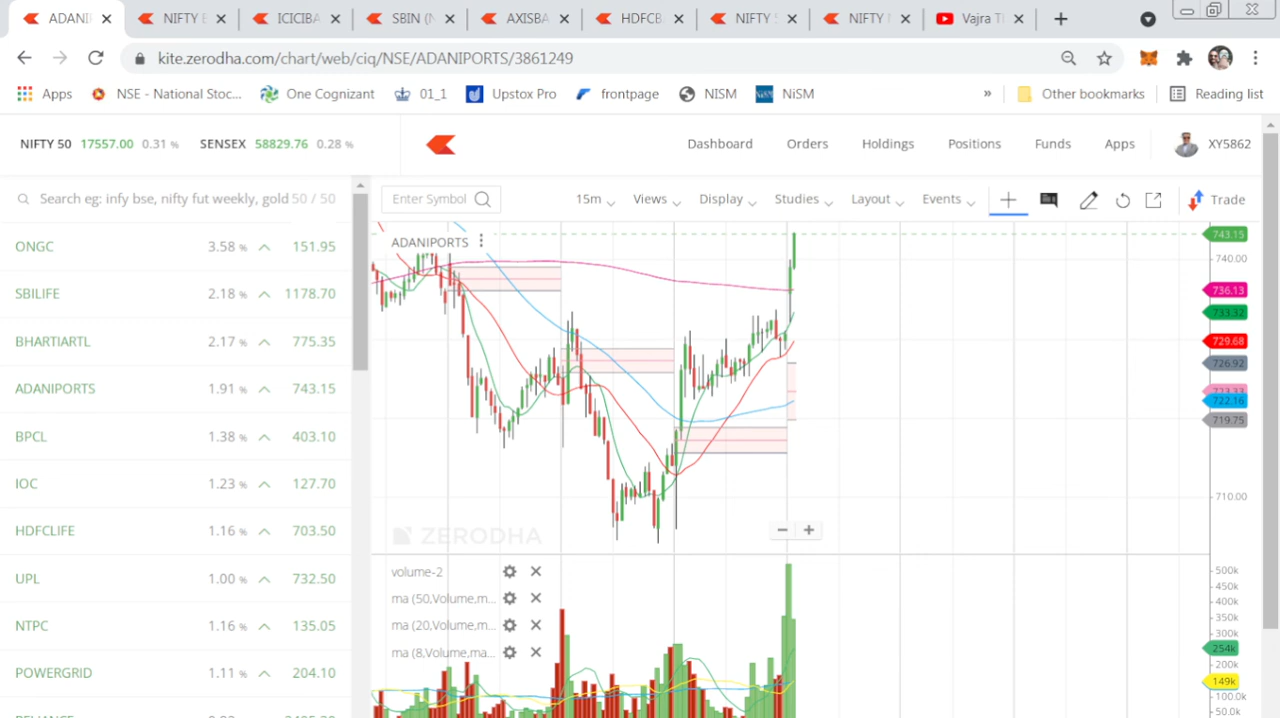 ADANI
NIFTY E
ICICIBA
SBIN (N
AXISBA
HDFCB
NIFTY
NIFTY
Vajra T
kite.zerodha.com/chart/web/ciq/NSE/ADANIPORTS/3861249
Apps
NSE - National Stoc...
One Cognizant
01_1
Upstox Pro
frontpage
NISM
NiSM
»
Other bookmarks
Reading list
NIFTY 50 17557.00 0.31 %
SENSEX 58829.76 0.28 %
Dashboard
Orders
Holdings
Positions
Funds
Apps
XY5862
Search eg: infy bse, nifty fut weekly, gold 50 / 50
Enter Symbol
15m
Views
Display
Studies
Layout
Events
Trade
ONGC 3.58 % 151.95
SBILIFE 2.18 % 1178.70
BHARTIARTL 2.17 % 775.35
ADANIPORTS 1.91 % 743.15
BPCL 1.38 % 403.10
IOC 1.23 % 127.70
HDFCLIFE 1.16 % 703.50
UPL 1.00 % 732.50
NTPC 1.16 % 135.05
POWERGRID 1.11 % 204.10
ADANIPORTS
743.15
740.00
736.13
733.32
729.68
726.92
722.16
719.75
710.00
ZERODHA
volume-2
ma (50,Volume,m...
ma (20,Volume,m...
ma (8,Volume,ma...
500k
450k
400k
350k
300k
254k
200k
149k
100.0k
50.0k